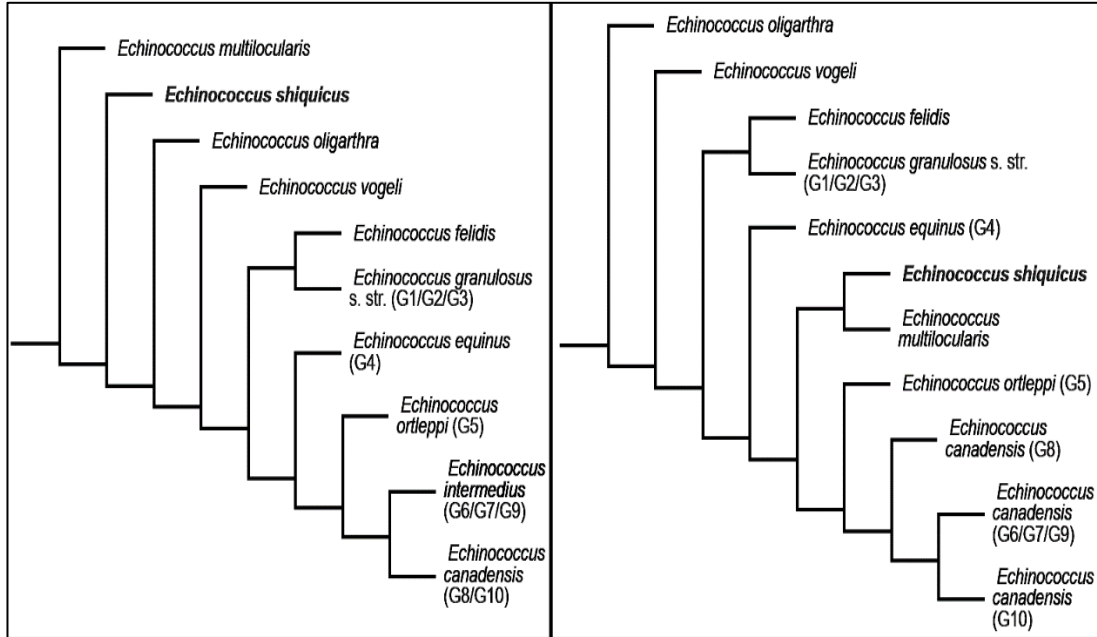 Echinococcus multilocularis
Echinococcus shiquicus
Echinococcus oligarthra
Echinococcus vogeli
Echinococcus felidis
Echinococcus granulosus
s. str. (G1/G2/G3)
Echinococcus equinus
(G4)
Echinococcus
ortleppi (G5)
Echinococcus
intermedius
(G6/G7/G9)
Echinococcus
canadensis
(G8/G10)
Echinococcus oligarthra
Echinococcus vogeli
Echinococcus felidis
Echinococcus granulosus s. str.
(G1/G2/G3)
Echinococcus equinus (G4)
Echinococcus shiquicus
Echinococcus
multilocularis
Echinococcus ortleppi (G5)
Echinococcus
canadensis (G8)
Echinococcus
canadensis
(G6/G7/G9)
Echinococcus
canadensis
(G10)